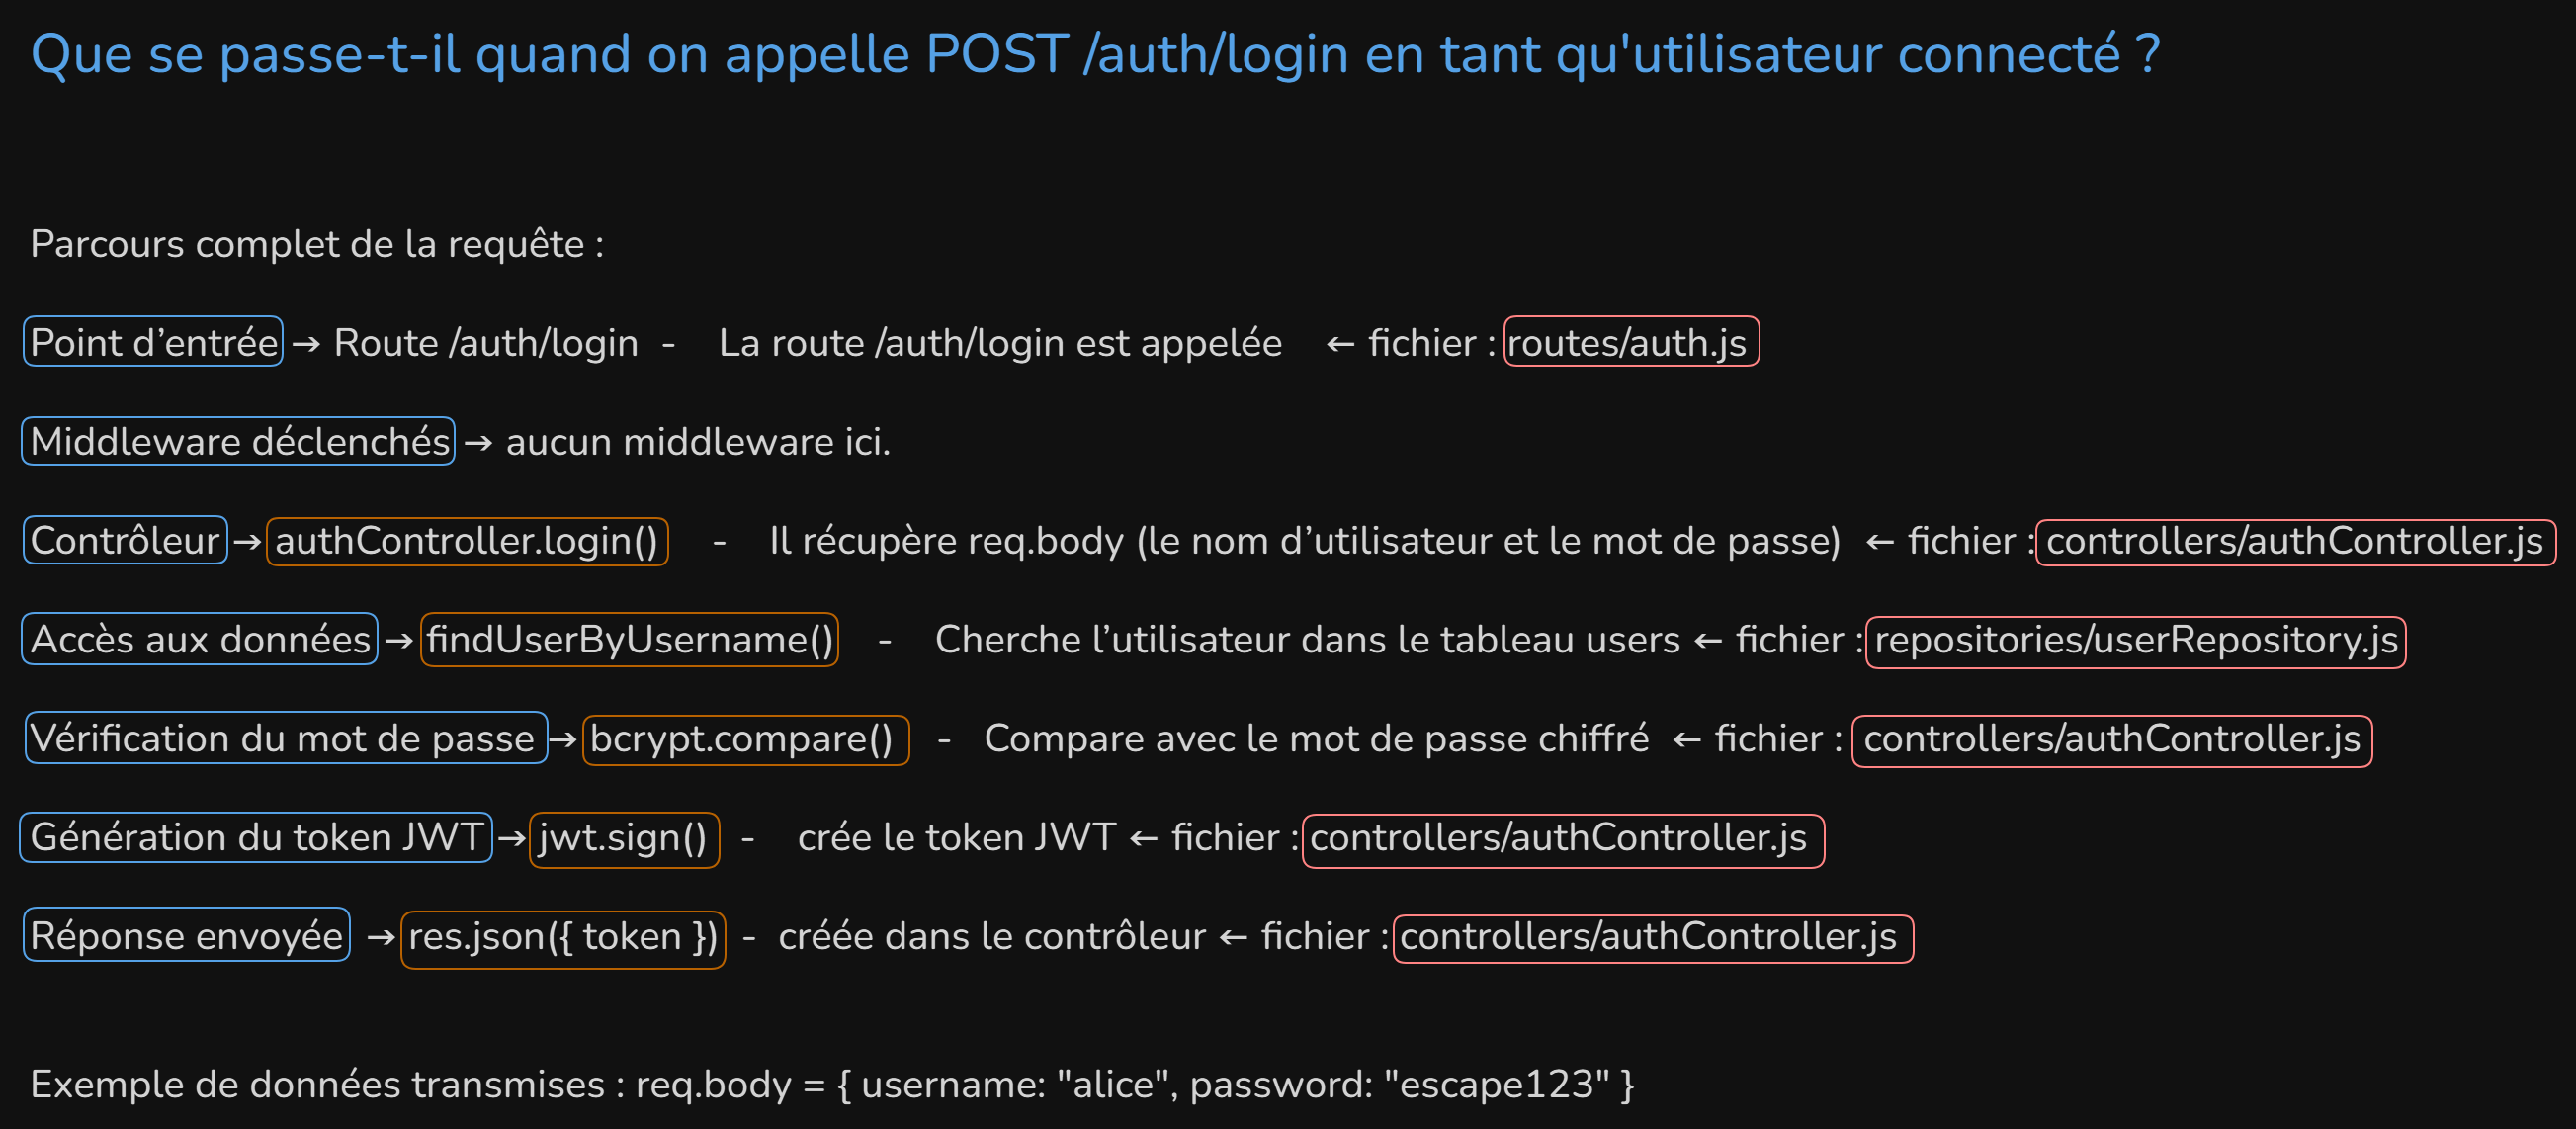 Que se passe-t-il quand on appelle POST /auth/login en tant qu'utilisateur connecté ?
Parcours complet de la requête :
Point d’entrée → Route /auth/login - La route /auth/login est appelée ← fichier : routes/auth.js
Middleware déclenchés → aucun middleware ici.
Contrôleur → authController.login() - Il récupère req.body (le nom d’utilisateur et le mot de passe) ← fichier : controllers/authController.js
Accès aux données → findUserByUsername() - Cherche l’utilisateur dans le tableau users ← fichier : repositories/userRepository.js
Vérification du mot de passe → bcrypt.compare() - Compare avec le mot de passe chiffré ← fichier : controllers/authController.js
Génération du token JWT → jwt.sign() - crée le token JWT ← fichier : controllers/authController.js
Réponse envoyée → res.json({ token }) - créée dans le contrôleur ← fichier : controllers/authController.js
Exemple de données transmises : req.body = { username: "alice", password: "escape123" }